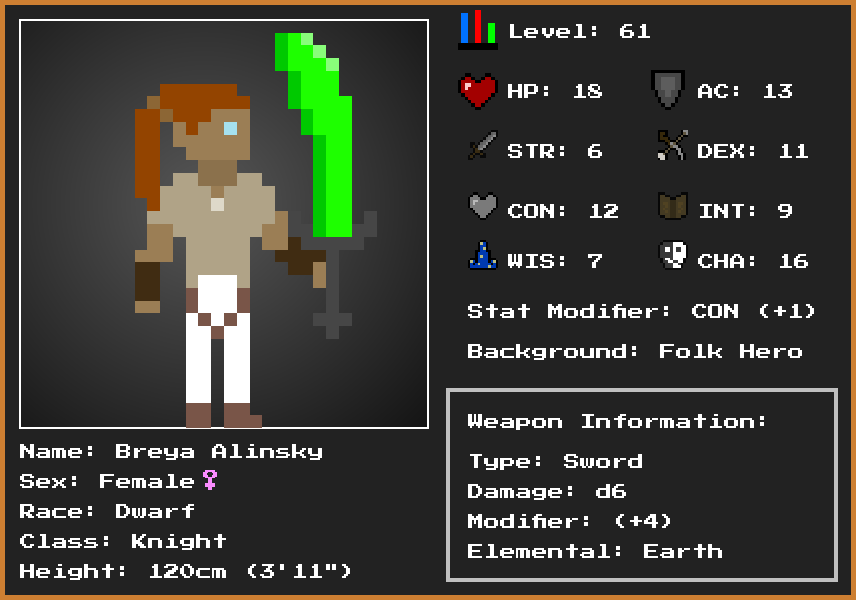 Level: 61
HP: 18
AC: 13
STR: 6
DEX: 11
CON: 12
INT: 9
WIS: 7
CHA: 16
Stat Modifier: CON (+1)
Background: Folk Hero
Weapon Information:
Type: Sword
Damage: d6
Modifier: (+4)
Elemental: Earth
Name: Breya Alinsky
Sex: Female♀
Race: Dwarf
Class: Knight
Height: 120cm (3'11")